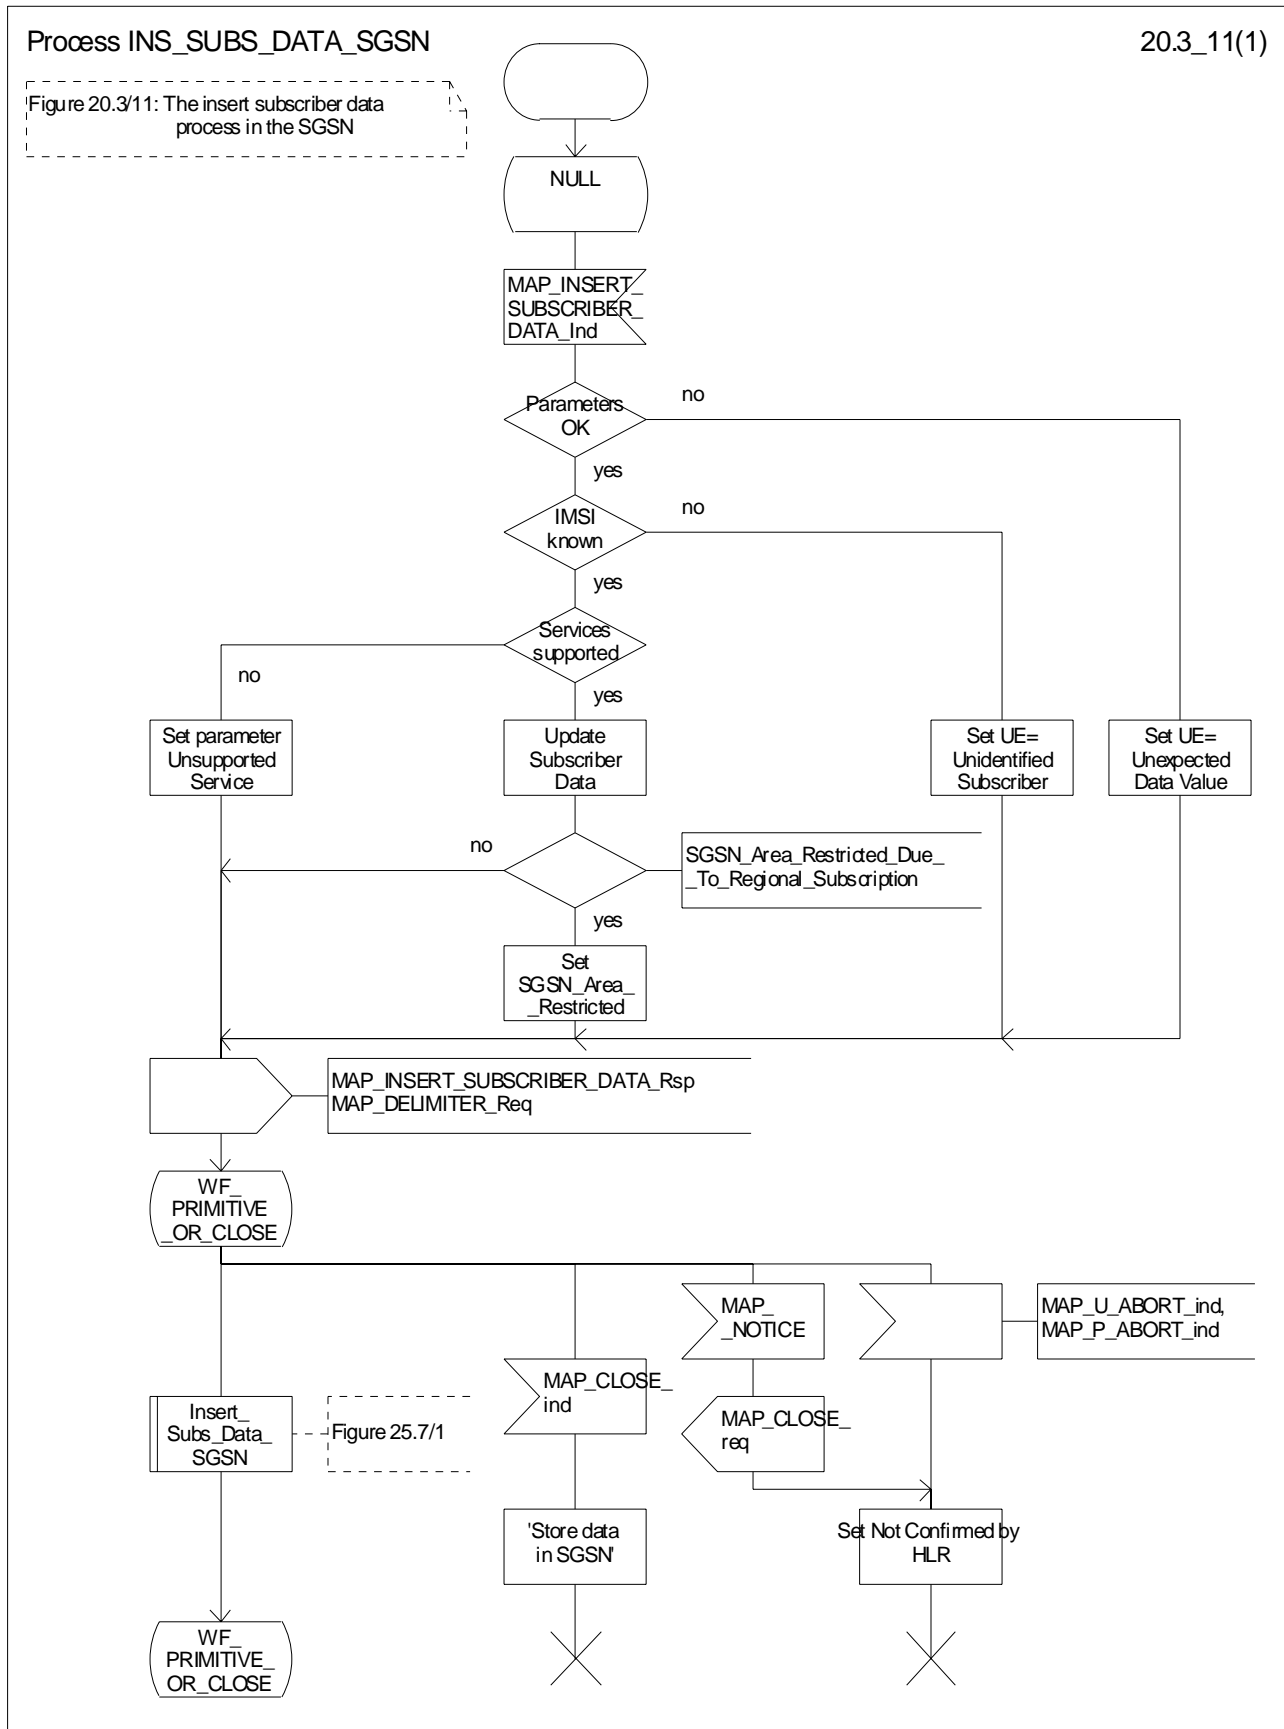 Process INS_SUBS_DATA_SGSN
20.3_11(1)
Figure 20.3/11: The insert subscriber data
process in the SGSN
NULL
MAP_INSERT_
SUBSCRIBER_
DATA_Ind
Parameters
OK
no
yes
IMSI
known
no
yes
Services
supported
no
yes
Set parameter
Unsupported
Service
Update
Subscriber
Data
Set UE=
Unidentified
Subscriber
Set UE=
Unexpected
Data Value
no
SGSN_Area_Restricted_Due_
_To_Regional_Subscription
yes
Set
SGSN_Area_
_Restricted
MAP_INSERT_SUBSCRIBER_DATA_Rsp
MAP_DELIMITER_Req
WF_
PRIMITIVE
_OR_CLOSE
MAP_
_NOTICE
MAP_U_ABORT_ind,
MAP_P_ABORT_ind
MAP_CLOSE_
ind
Insert_
Subs_Data_
SGSN
Figure 25.7/1
MAP_CLOSE_
req
'Store data
in SGSN'
Set Not Confirmed by
HLR
WF_
PRIMITIVE_
OR_CLOSE